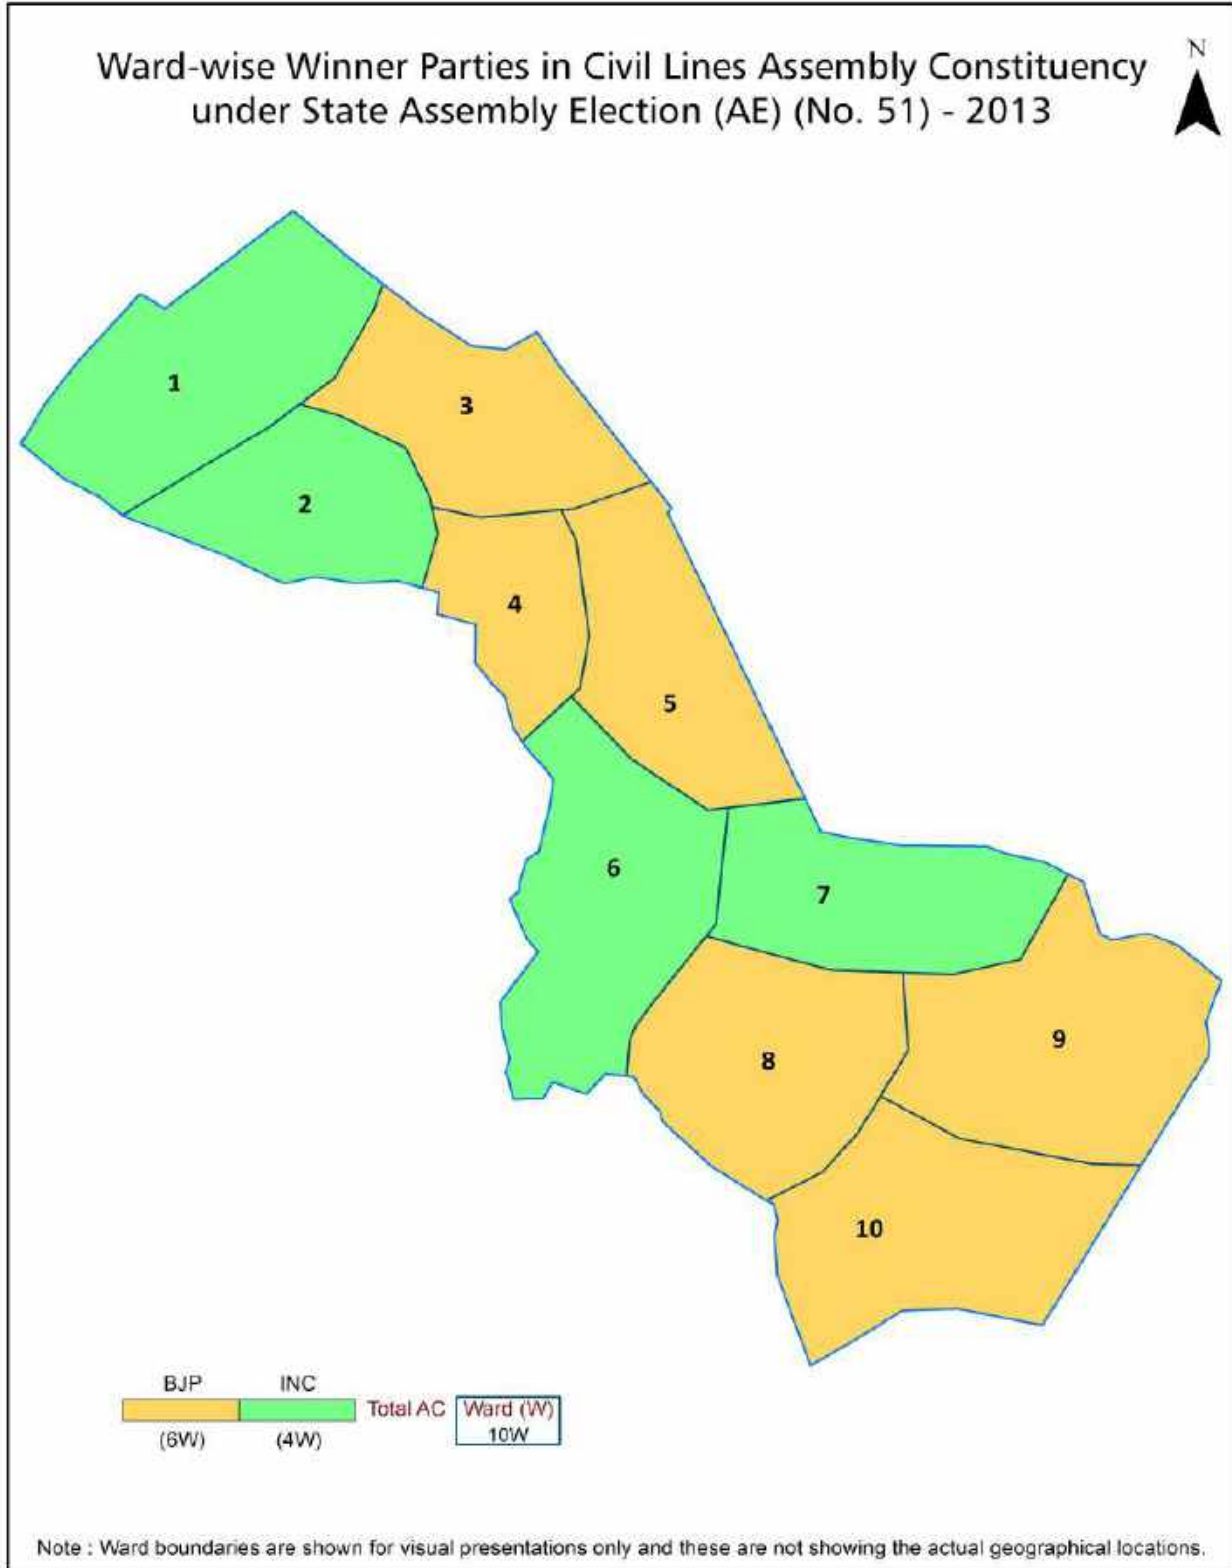 Ward-wise Winner Parties in Civil Lines Assembly Constituency
under State Assembly Election (AE) (No. 51) - 2013
N
1
3
2
4
5
6
7
9
8
10
BJP INC
Total AC Ward (W)
10W
(6W) (4W)
Note : Ward boundaries are shown for visual presentations only and these are not showing the actual geographical locations.